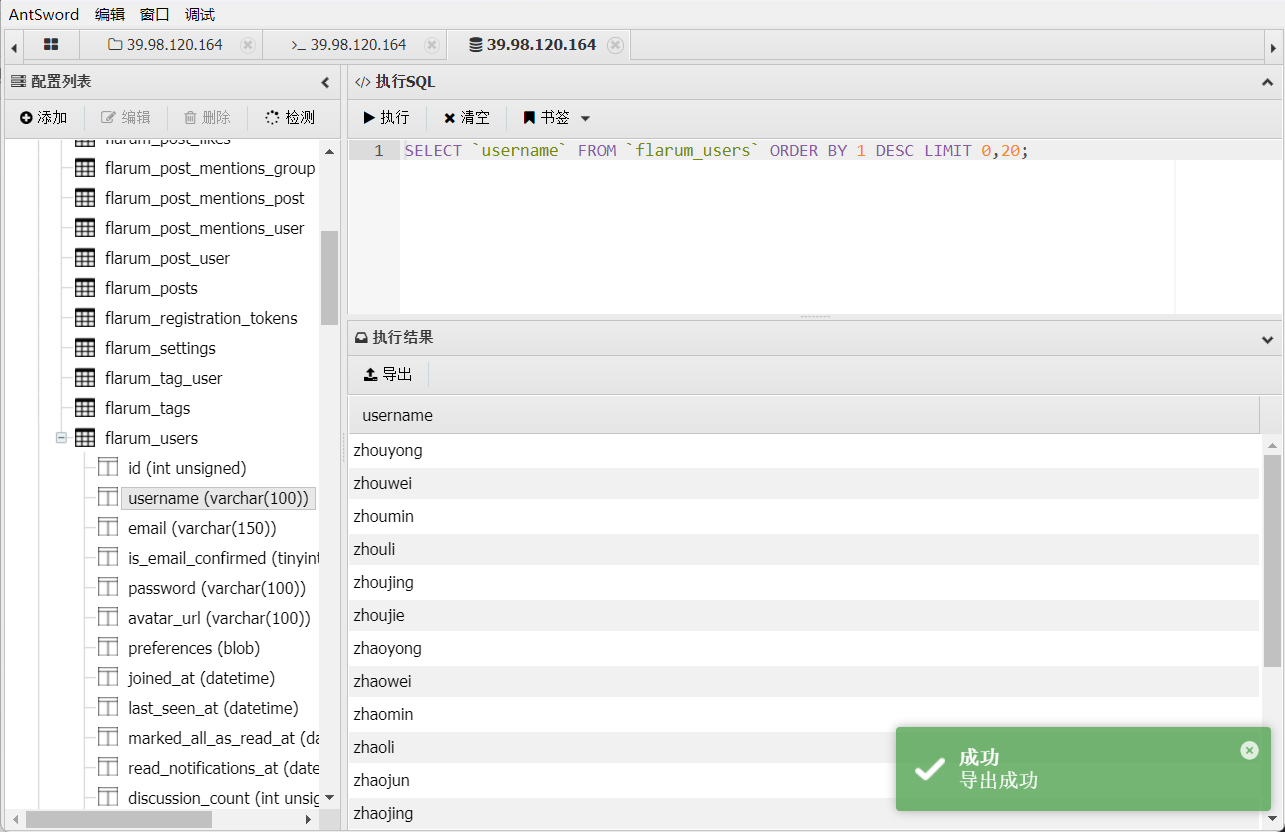 AntSword 编辑 窗口 调试
39.98.120.164 >_ 39.98.120.164 39.98.120.164
配置列表
添加 编辑 删除 检测
flarum_post_likes
flarum_post_mentions_group
flarum_post_mentions_post
flarum_post_mentions_user
flarum_post_user
flarum_posts
flarum_registration_tokens
flarum_settings
flarum_tag_user
flarum_tags
flarum_users
id (int unsigned)
username (varchar(100))
email (varchar(150))
is_email_confirmed (tinyint
password (varchar(100))
avatar_url (varchar(100))
preferences (blob)
joined_at (datetime)
last_seen_at (datetime)
marked_all_as_read_at (da
read_notifications_at (date
discussion_count (int unsig
</> 执行SQL
执行 清空 书签
1 SELECT `username` FROM `flarum_users` ORDER BY 1 DESC LIMIT 0,20;
执行结果
导出
username
zhouyong
zhouwei
zhoumin
zhouli
zhoujing
zhoujie
zhaoyong
zhaowei
zhaomin
zhaoli
zhaojun
zhaojing
成功
导出成功